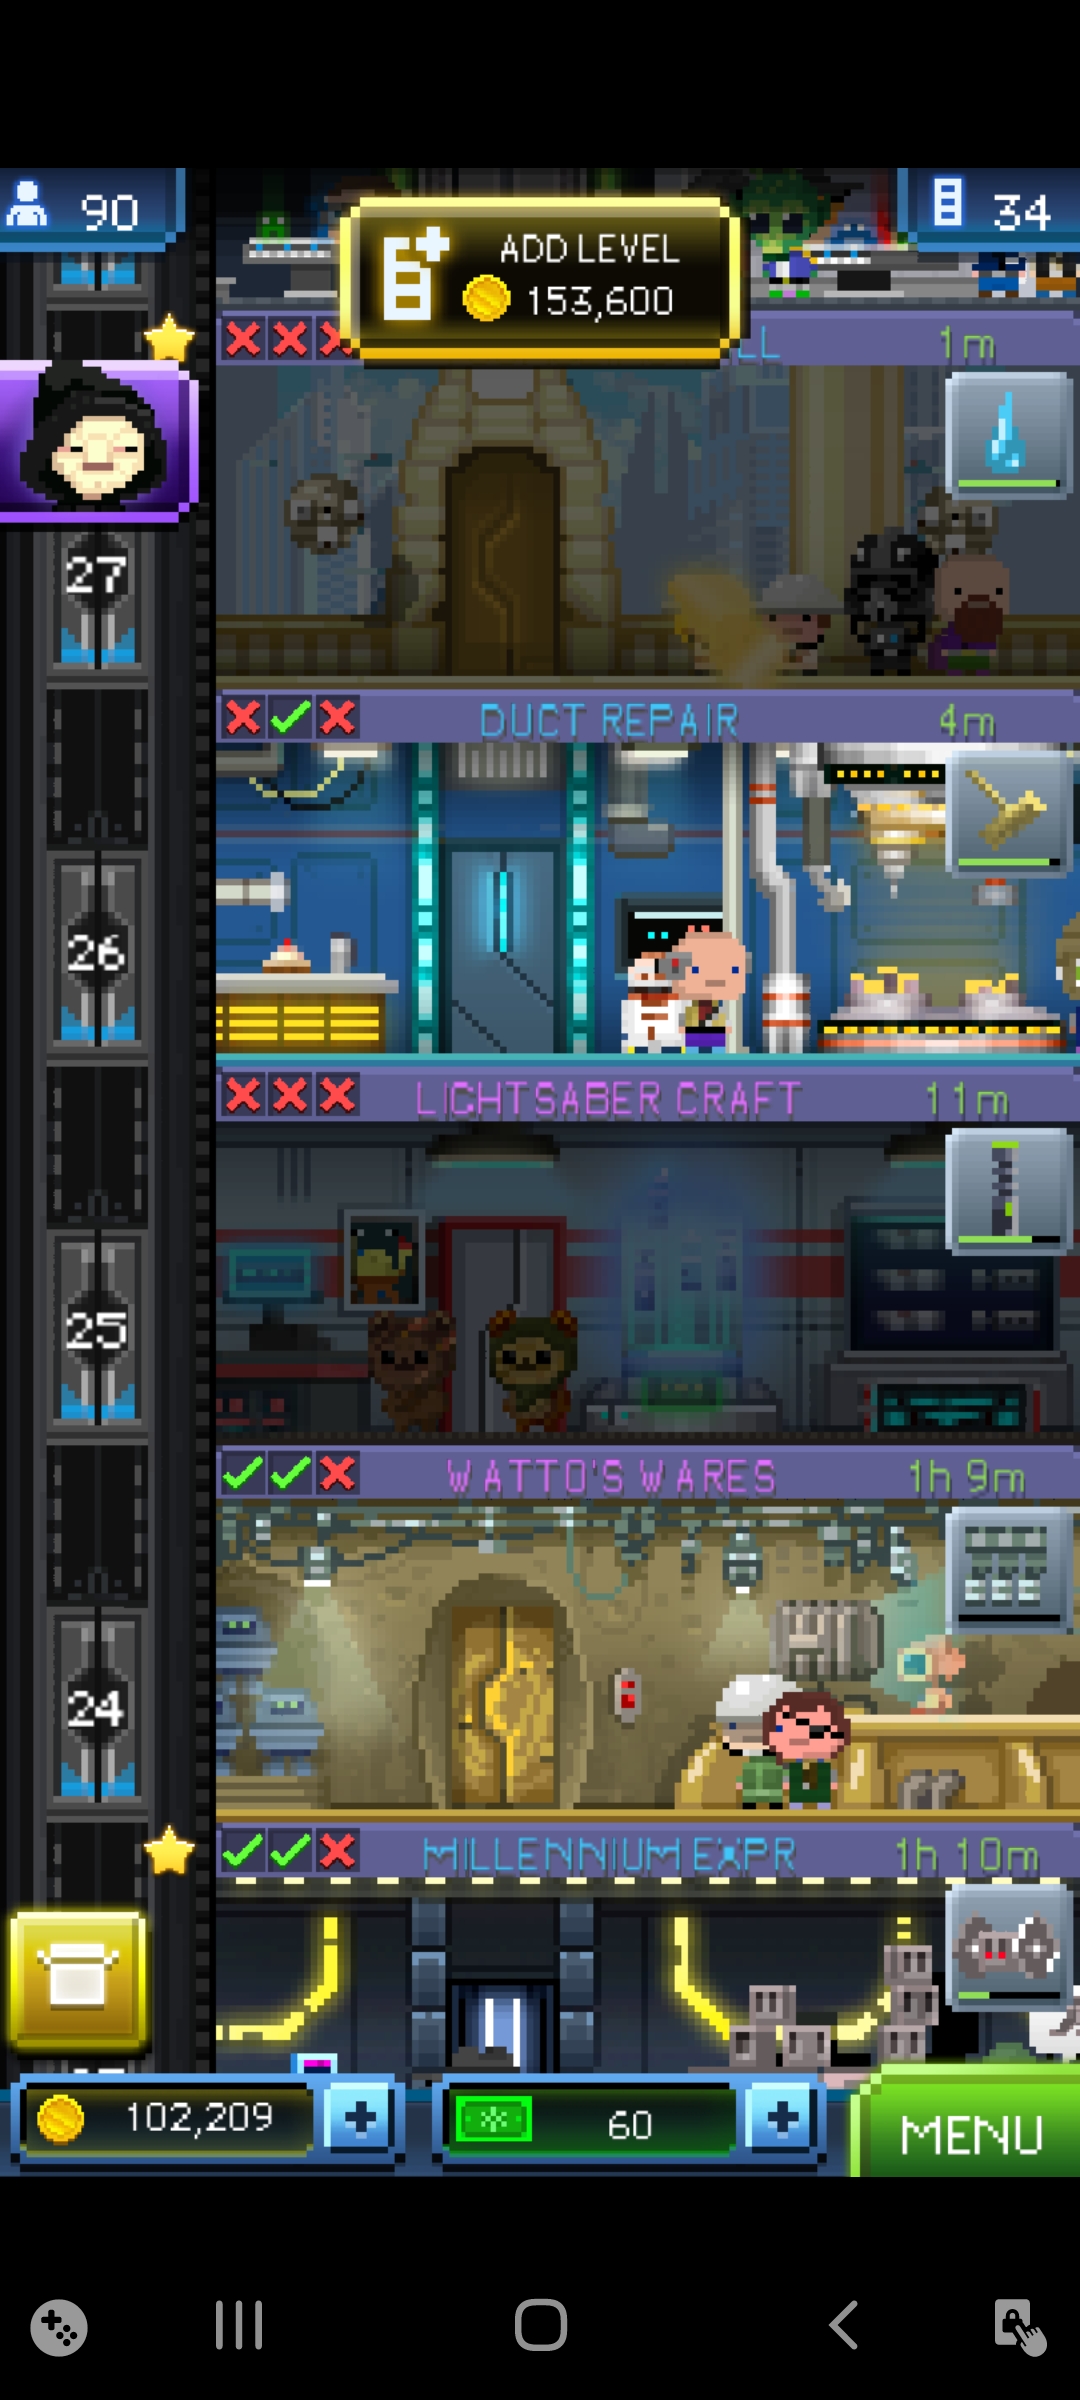 90
34
ADD LEVEL
153,600
LL 1m
27
DUCT REPAIR 4m
26
LIGHTSABER CRAFT 11m
25
WATTO'S WARES 1h 9m
24
MILLENNIUM EXPR 1h 10m
102,209
60
MENU